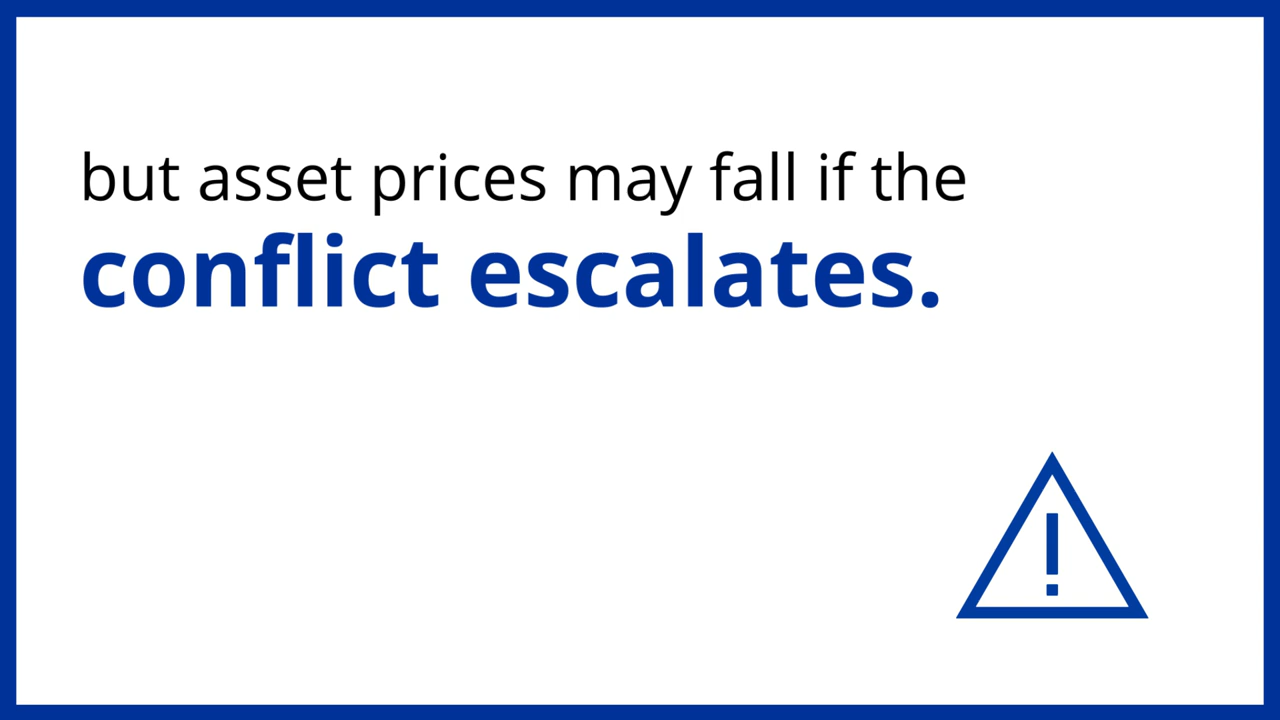 but asset prices may fall if the
conflict escalates.